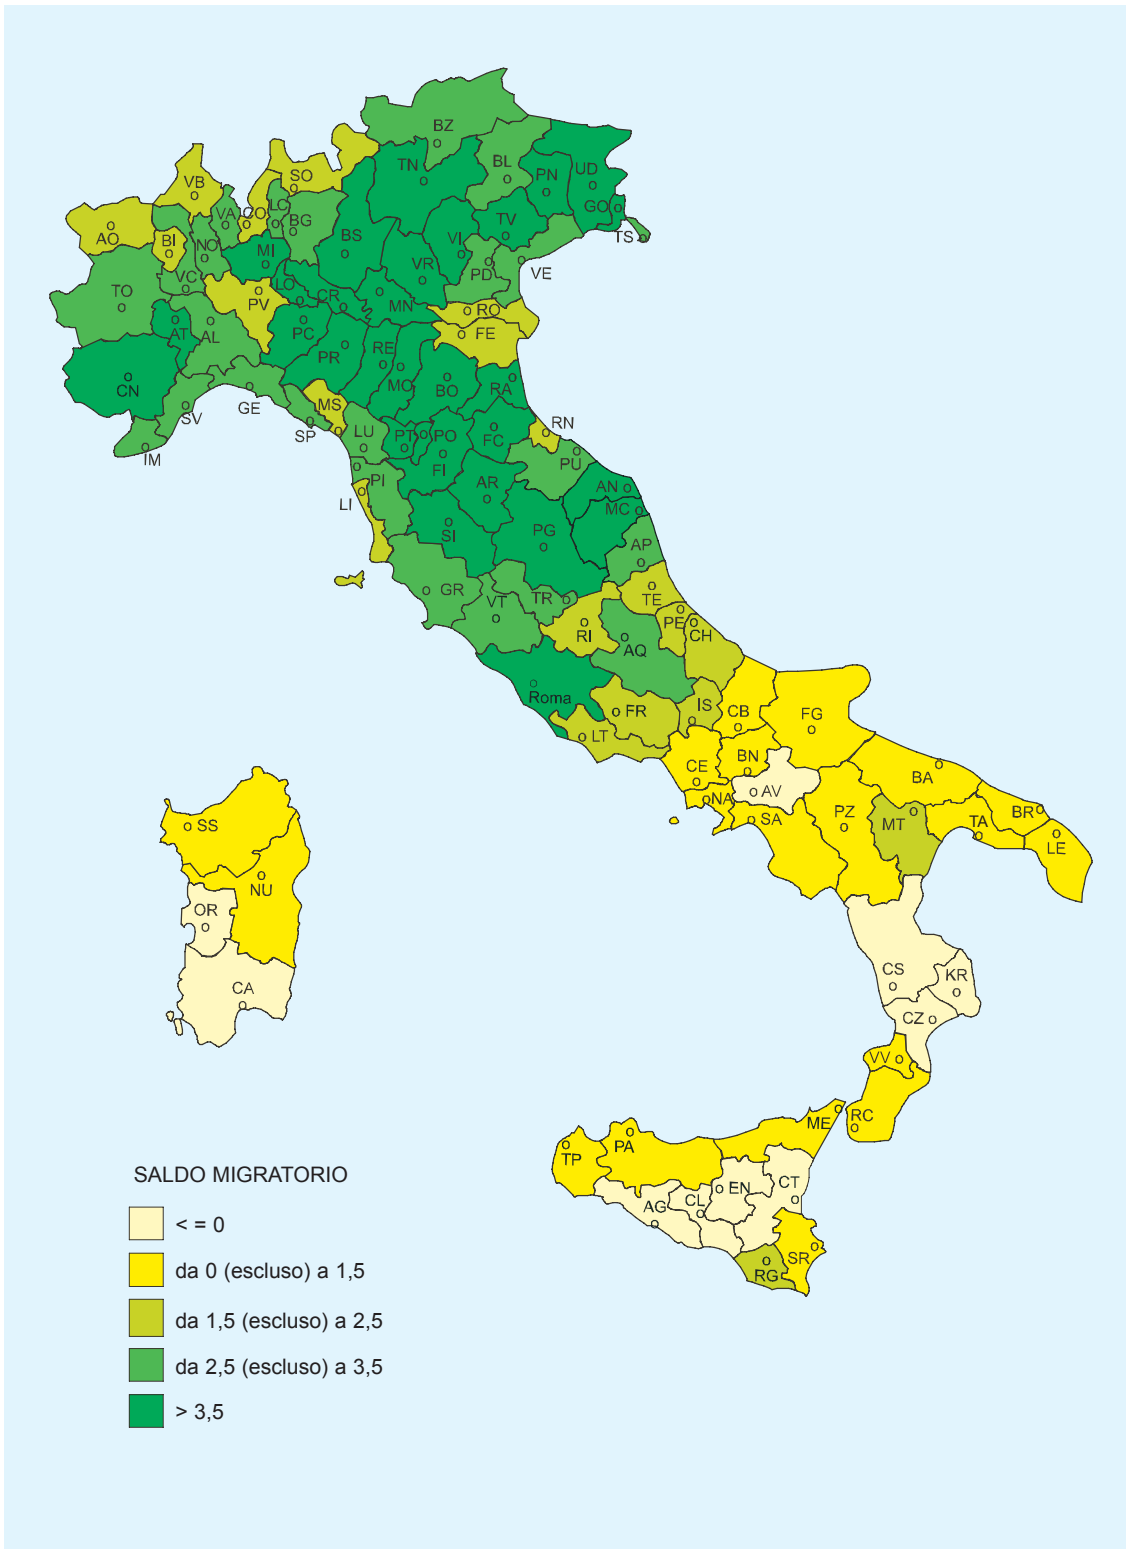 BZ
BL
TN
PN
UD
VB
SO
VA
CO
LC
BG
TV
GO
AO
BI
NO
MI
BS
VI
TS
VR
PD
VE
VC
LO
CR
TO
PV
MN
RO
AT
AL
PC
FE
PR
RE
MO
BO
RA
CN
SV
GE
MS
SP
LU
PT
PO
FC
RN
IM
FI
PU
PI
AR
AN
LI
MC
SI
PG
AP
GR
TR
TE
VT
PE
RI
CH
AQ
Roma
IS
FR
CB
FG
LT
BN
CE
BA
AV
NA
SA
PZ
MT
TA
BR
LE
SS
NU
OR
CS
KR
CA
CZ
VV
RC
ME
PA
TP
EN
CT
CL
AG
SR
RG
SALDO MIGRATORIO
< = 0
da 0 (escluso) a 1,5
da 1,5 (escluso) a 2,5
da 2,5 (escluso) a 3,5
> 3,5